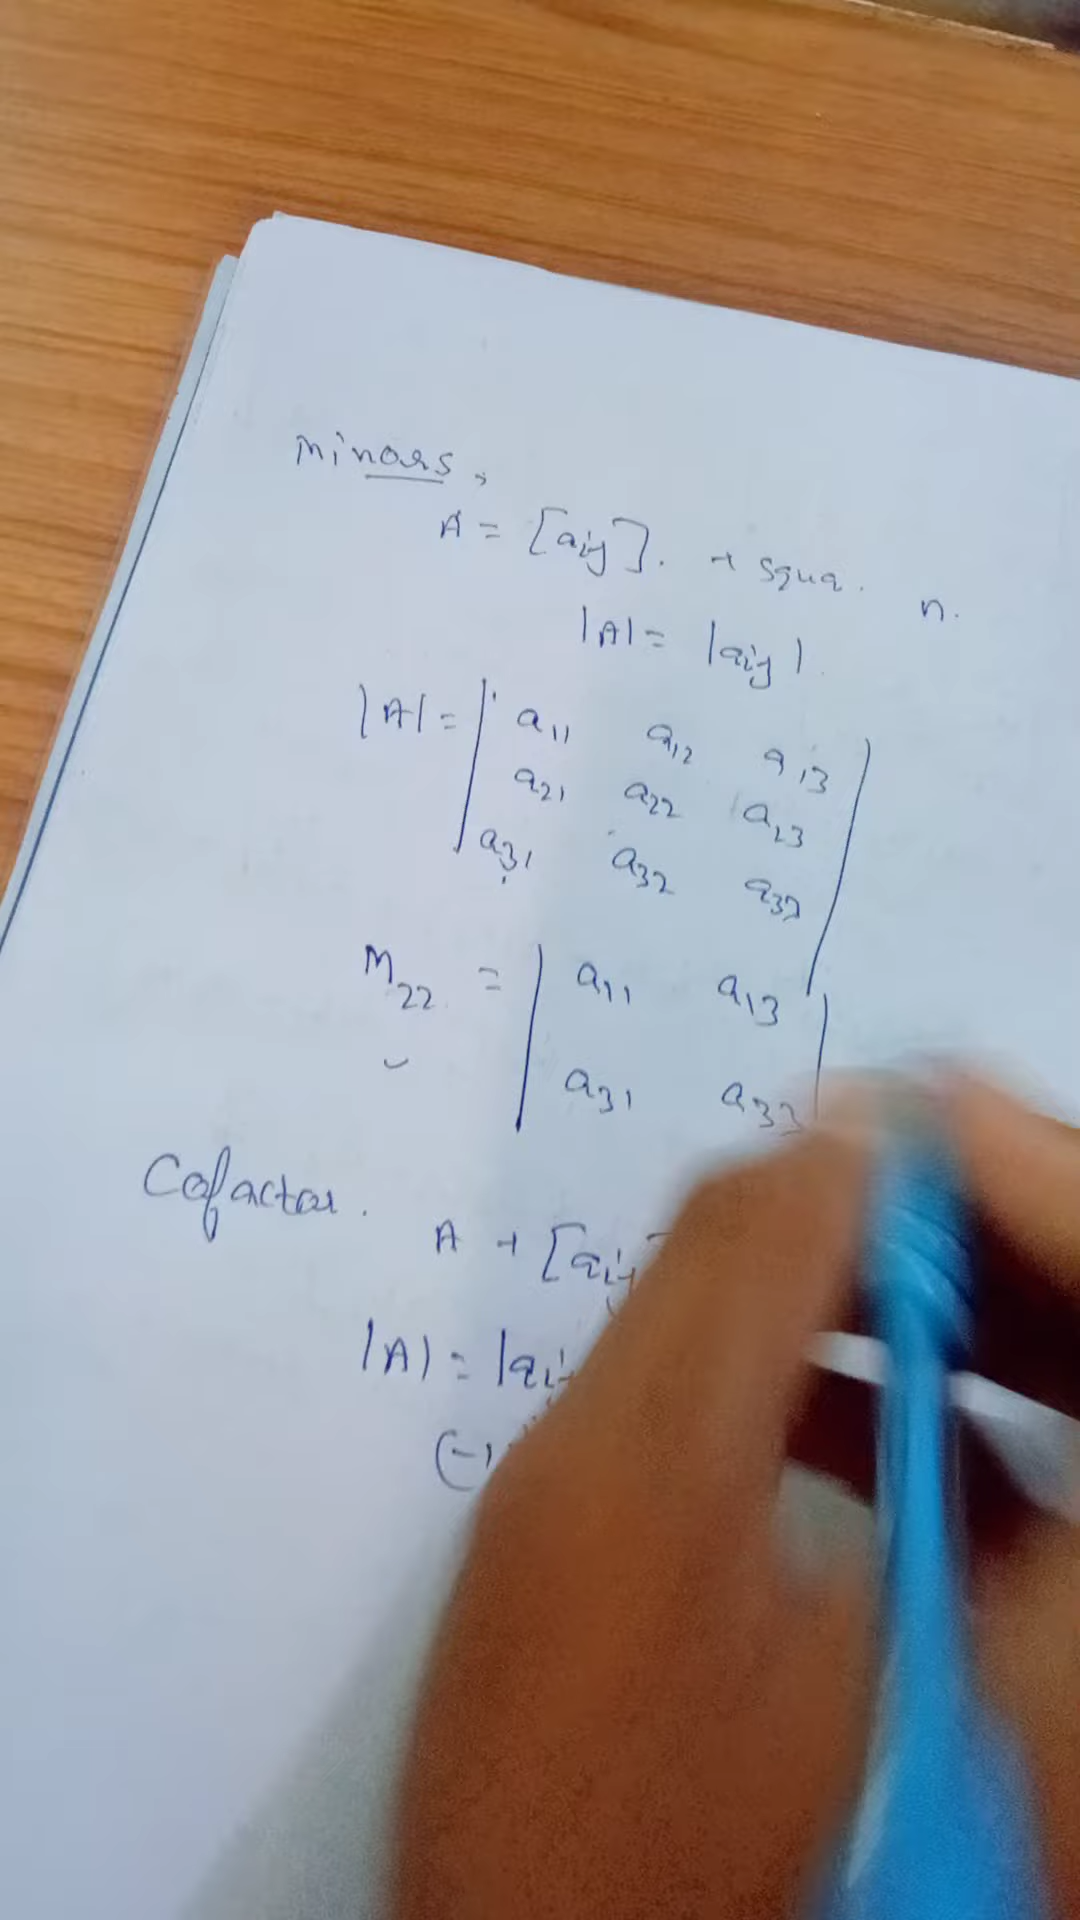 Minors,
A = [aij]. → squa. n.
|A| = |aij|.
|A| = | a11 a12 a13 |
a21 a22 a23
a31 a32 a33
M22 = | a11 a13 |
a31 a33
Cofactor.
A → [aij
|A| = |aij
(-1